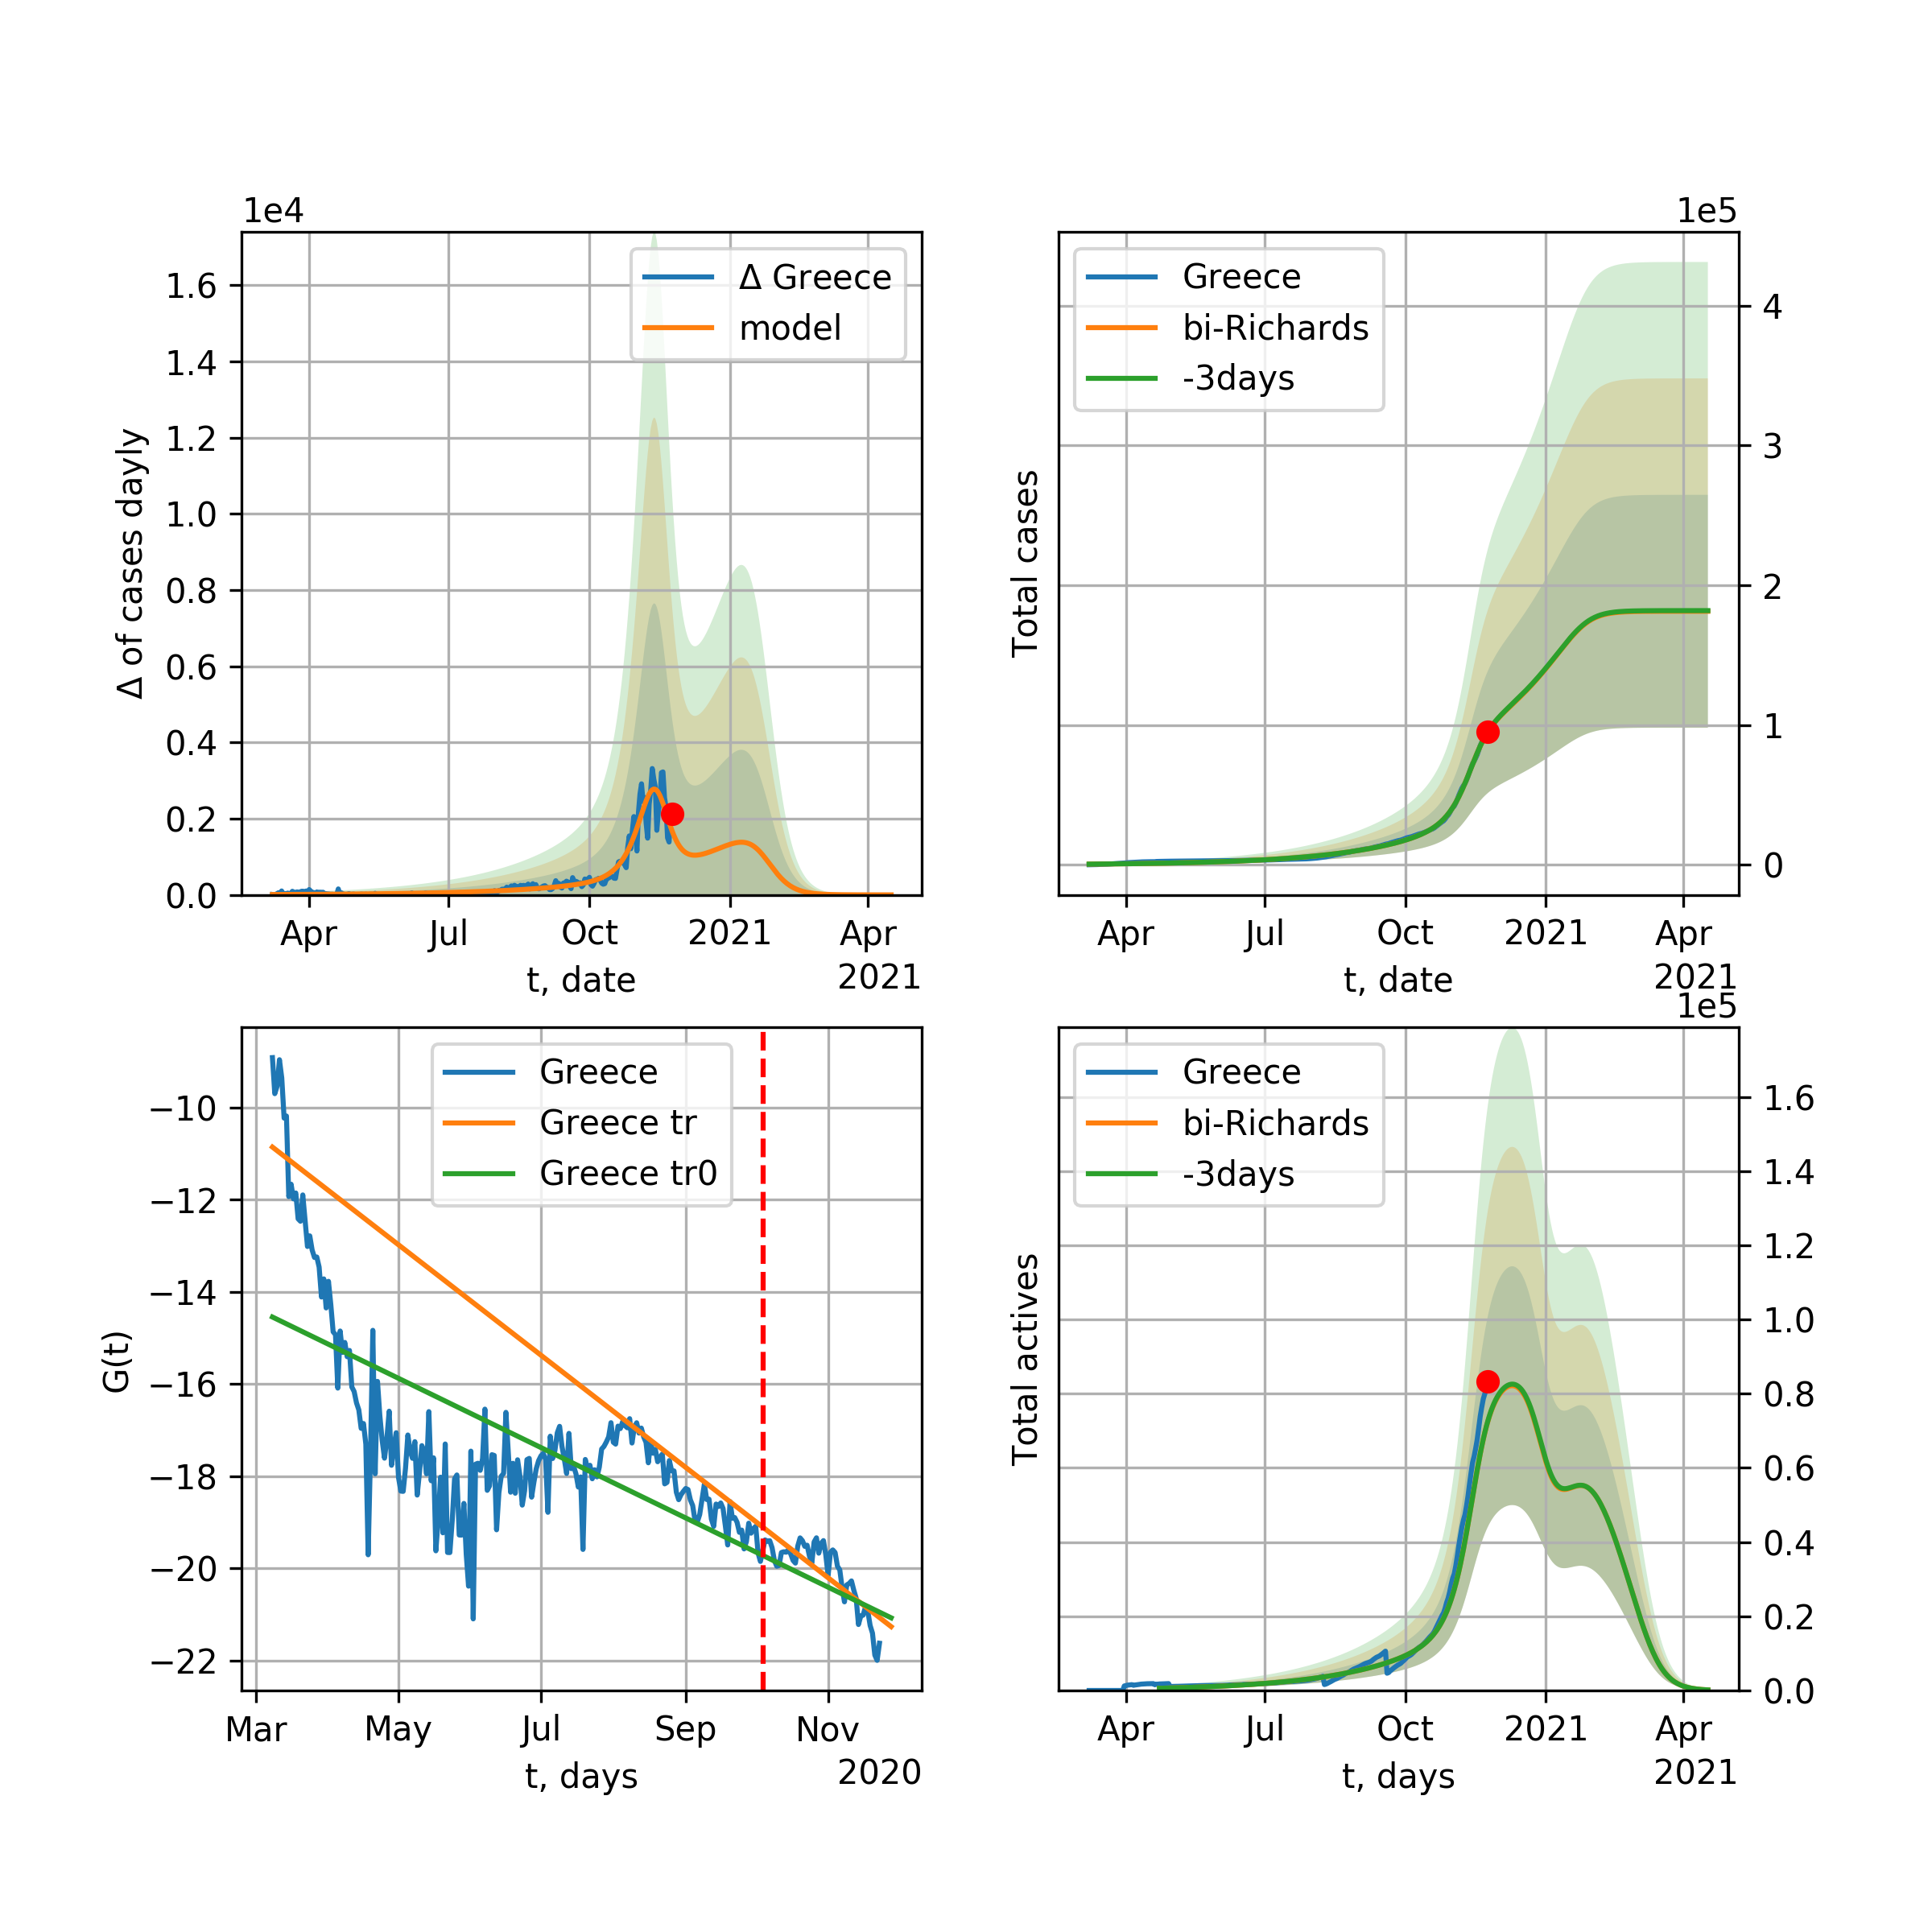 1e4
Δ of cases dayly
1.6
1.4
1.2
1.0
0.8
0.6
0.4
0.2
0.0
Δ Greece
model
Apr Jul Oct 2021 Apr
t, date
2021
1e5
Total cases
Greece
bi-Richards
-3days
4
3
2
1
0
Apr Jul Oct 2021 Apr
t, date
2021
G(t)
−10
−12
−14
−16
−18
−20
−22
Greece
Greece tr
Greece tr0
Mar May Jul Sep Nov
t, days
2020
1e5
Total actives
Greece
bi-Richards
-3days
1.6
1.4
1.2
1.0
0.8
0.6
0.4
0.2
0.0
Apr Jul Oct 2021 Apr
t, days
2021